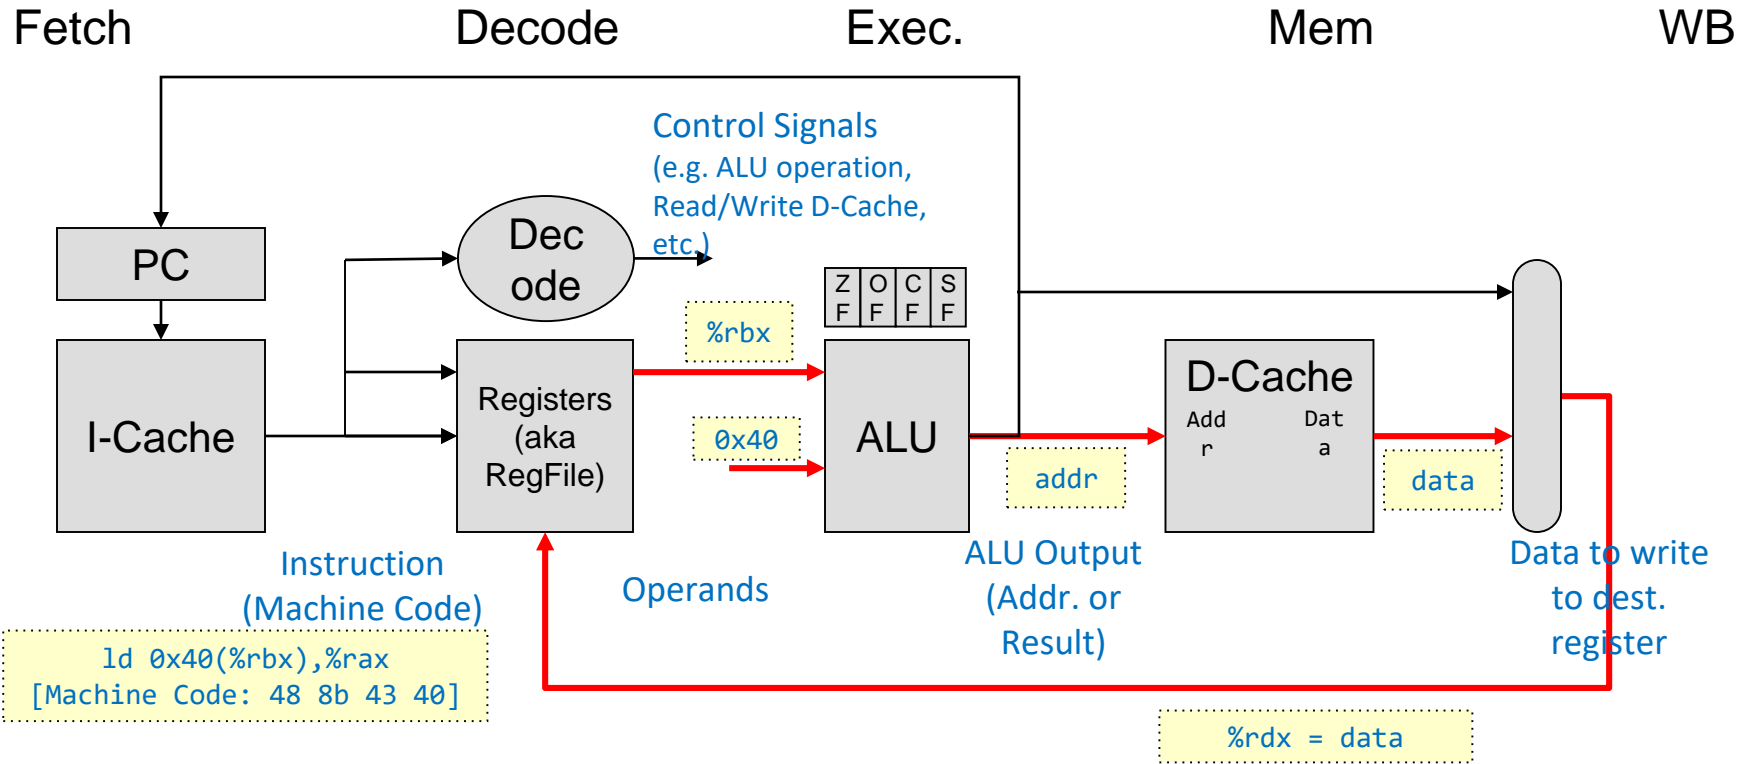 Fetch
Decode
Exec.
Mem
WB
Control Signals
(e.g. ALU operation,
Read/Write D-Cache,
etc.)
PC
Dec
ode
Z
F
O
F
C
F
S
F
%rbx
I-Cache
Registers
(aka
RegFile)
0x40
ALU
addr
D-Cache
Add
r
Dat
a
data
Instruction
(Machine Code)
Operands
ALU Output
(Addr. or
Result)
Data to write
to dest.
register
ld 0x40(%rbx),%rax
[Machine Code: 48 8b 43 40]
%rdx = data